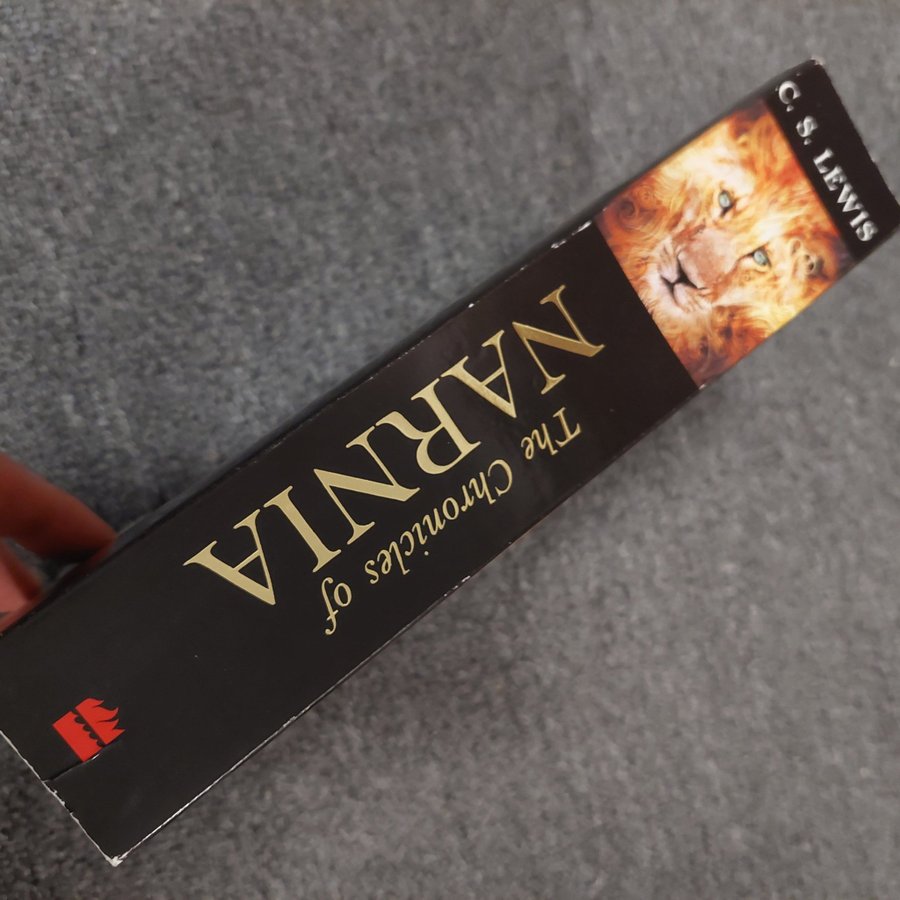 C. S. LEWIS
The Chronicles of
NARNIA